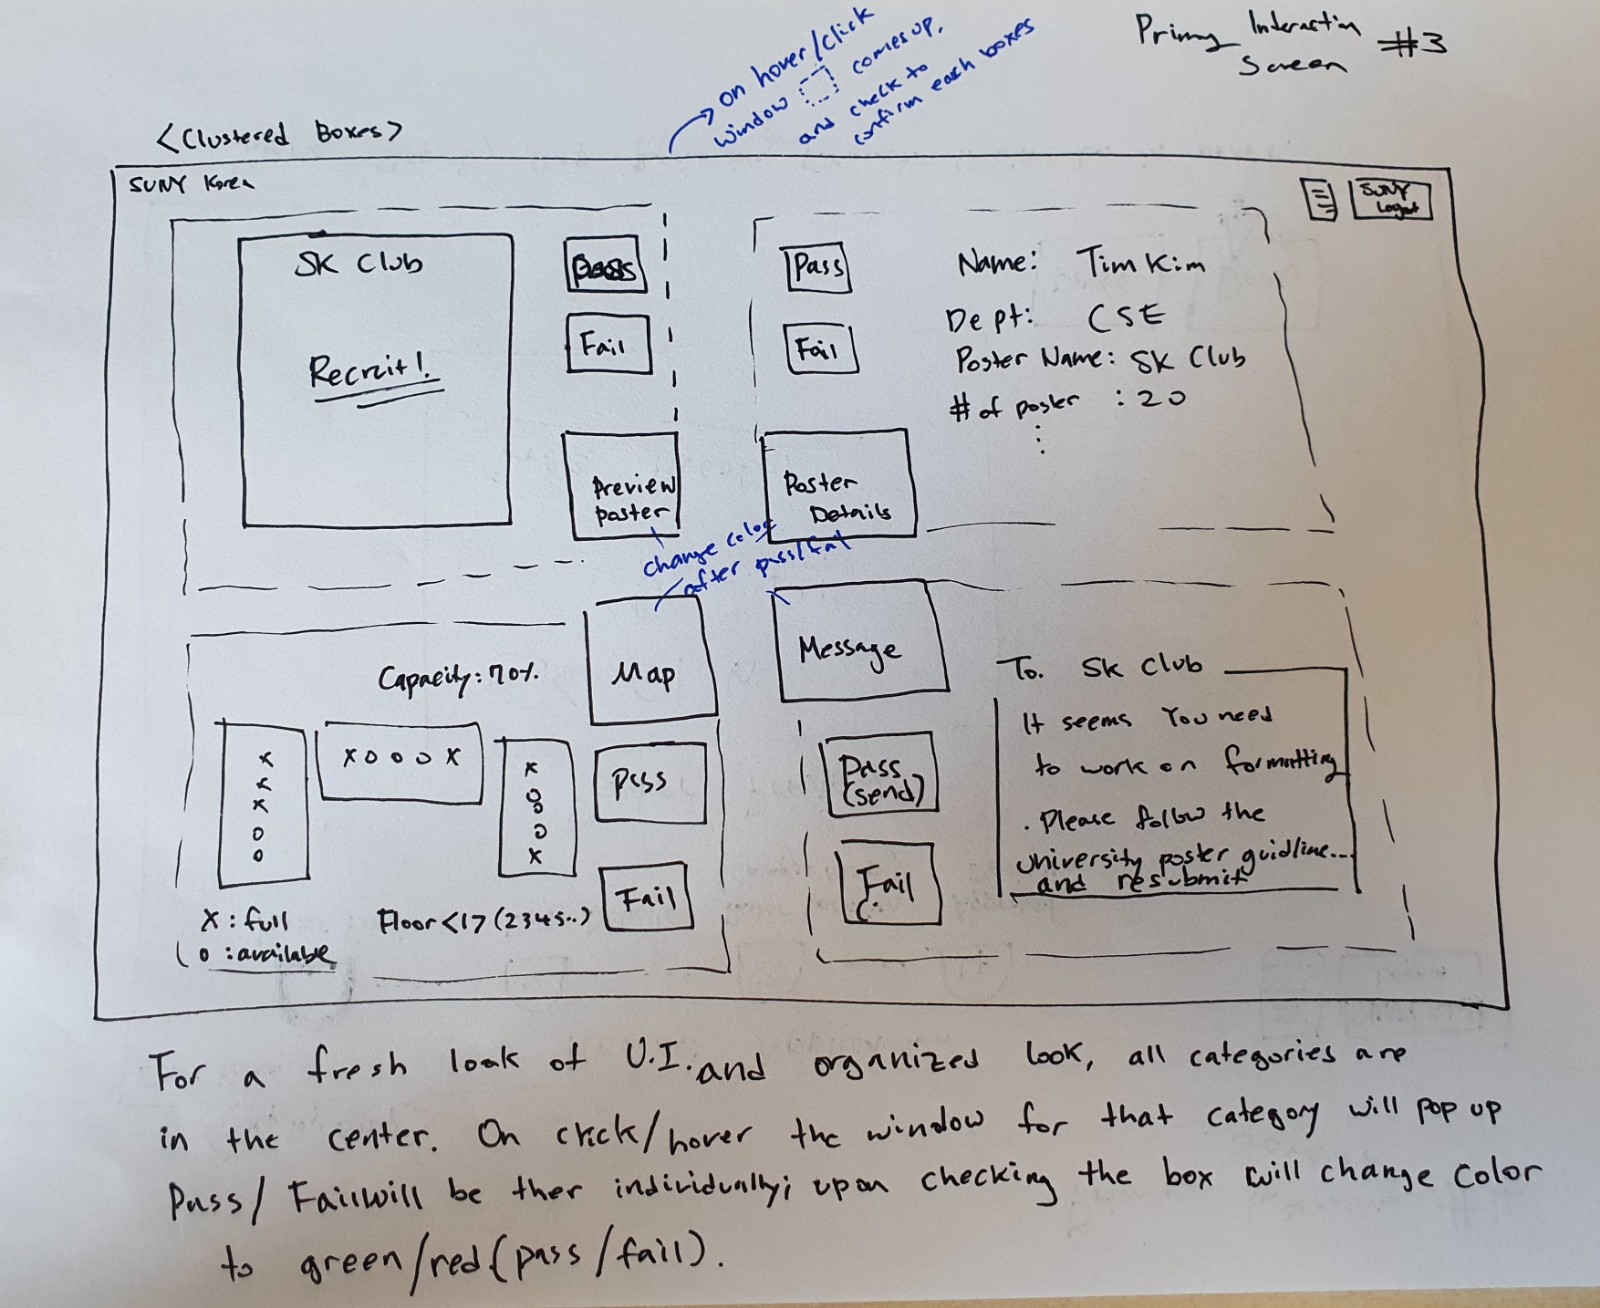 Primary Interaction
Screen #3
on hover/click
window comes up,
and check to
confirm each boxes
<Clustered Boxes>
SUNY Korea
SUNY
Logout
SK Club
Recruit!
Pass
Fail
Preview
poster
Pass
Fail
Poster
Details
Name: Tim Kim
Dept: CSE
Poster Name: SK Club
# of poster : 20
change color
after pass/fail
Capacity: 70%
Map
Pass
Fail
x
x
x
o
o
x o o o x
x
o
o
o
x
x : full
o : available
Floor <1> (2345..)
Message
Pass
(send)
Fail
(.
To. SK Club
It seems You need
to work on formatting
. Please follow the
University poster guidline...
and resubmit
For a fresh look of U.I. and organized look, all categories are
in the center. On click/hover the window for that category will pop up
Pass/Fail will be ther individually; upon checking the box will change color
to green/red (pass/fail).